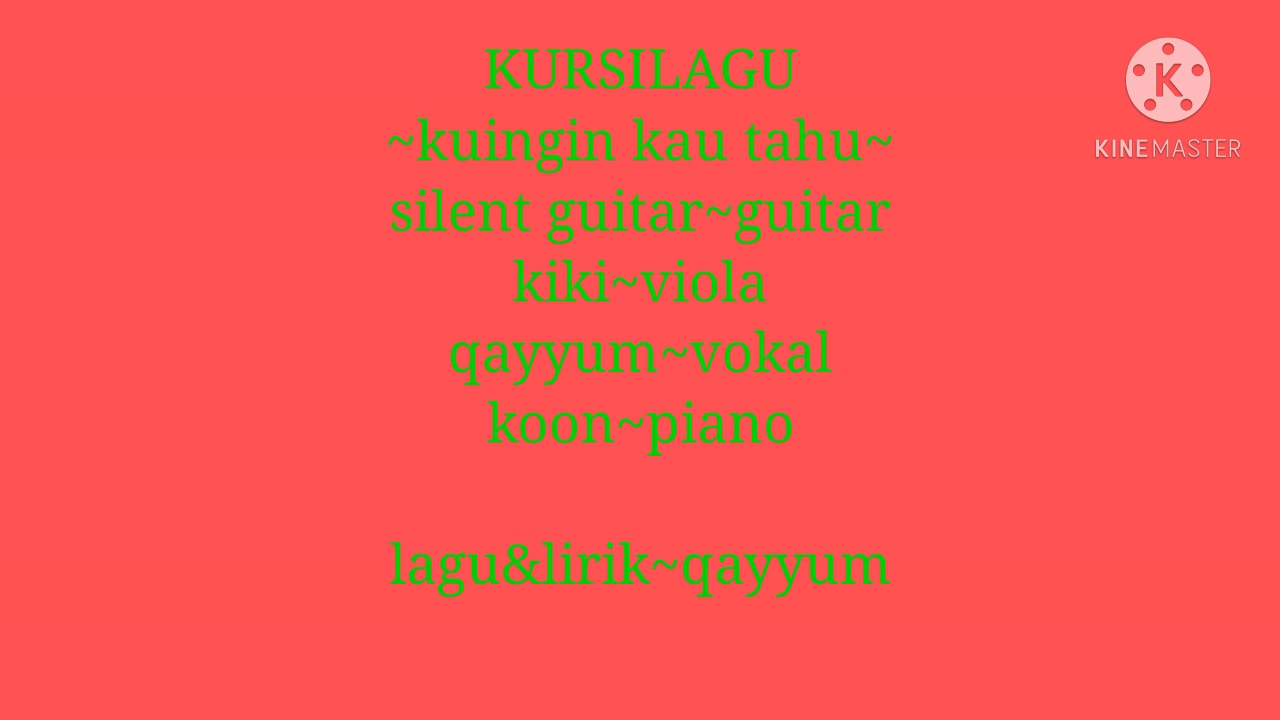 KURSILAGU
~kuingin kau tahu~
silent guitar~guitar
kiki~viola
qayyum~vokal
koon~piano
lagu&lirik~qayyum
K
KINEMASTER